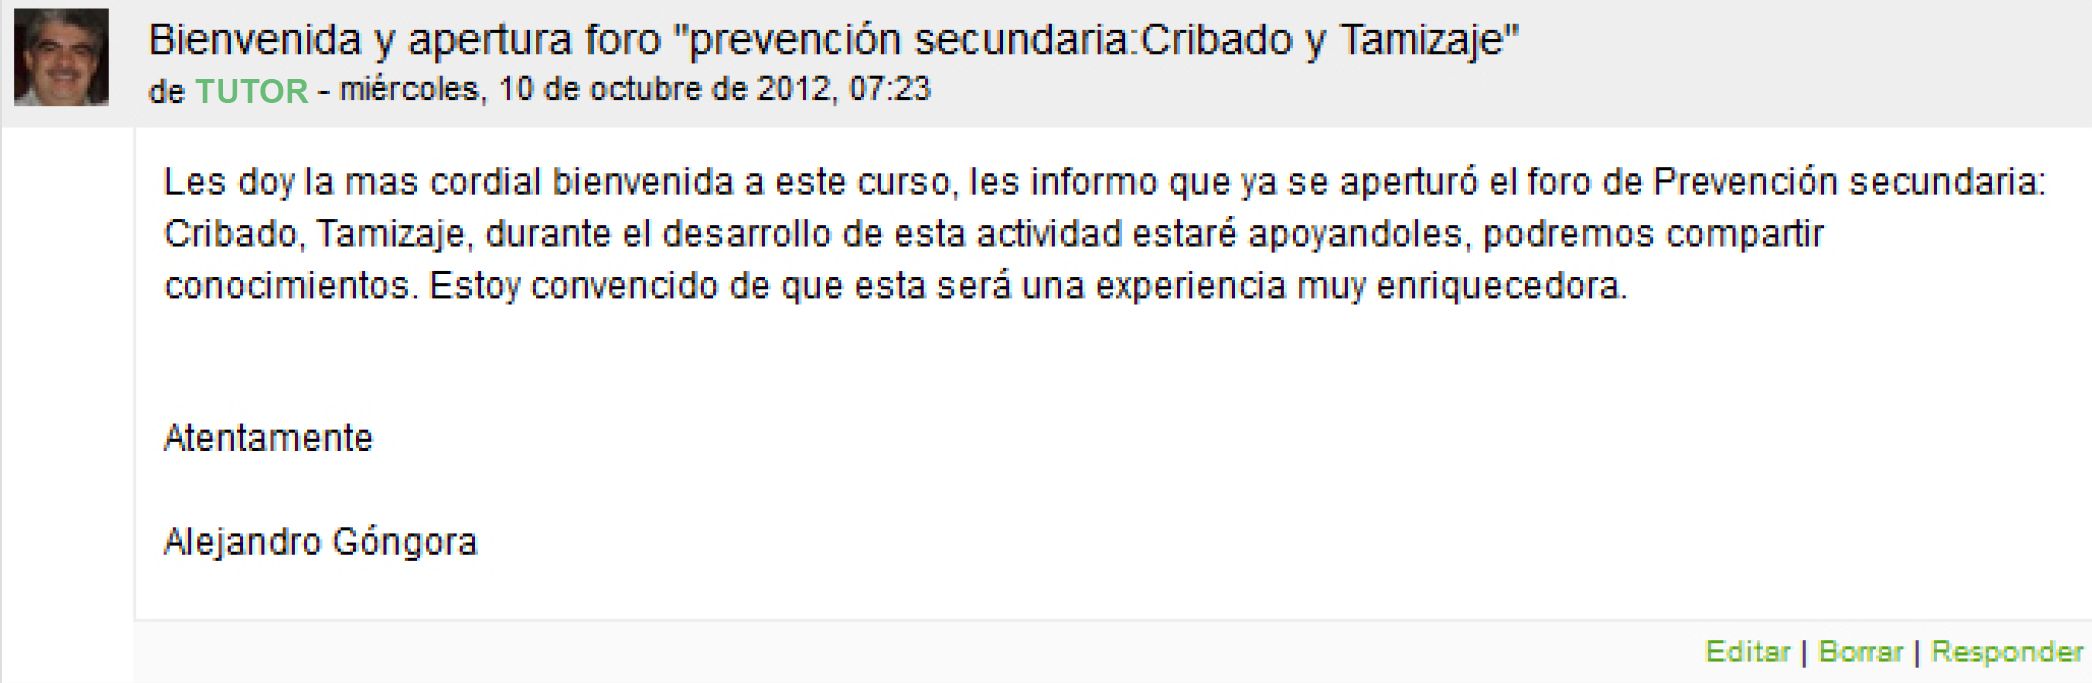 Bienvenida y apertura foro "prevención secundaria:Cribado y Tamizaje"
de TUTOR - miércoles, 10 de octubre de 2012, 07:23
Les doy la mas cordial bienvenida a este curso, les informo que ya se aperturó el foro de Prevención secundaria:
Cribado, Tamizaje, durante el desarrollo de esta actividad estaré apoyandoles, podremos compartir
conocimientos. Estoy convencido de que esta será una experiencia muy enriquecedora.
Atentamente
Alejandro Góngora
Editar | Borrar | Responder